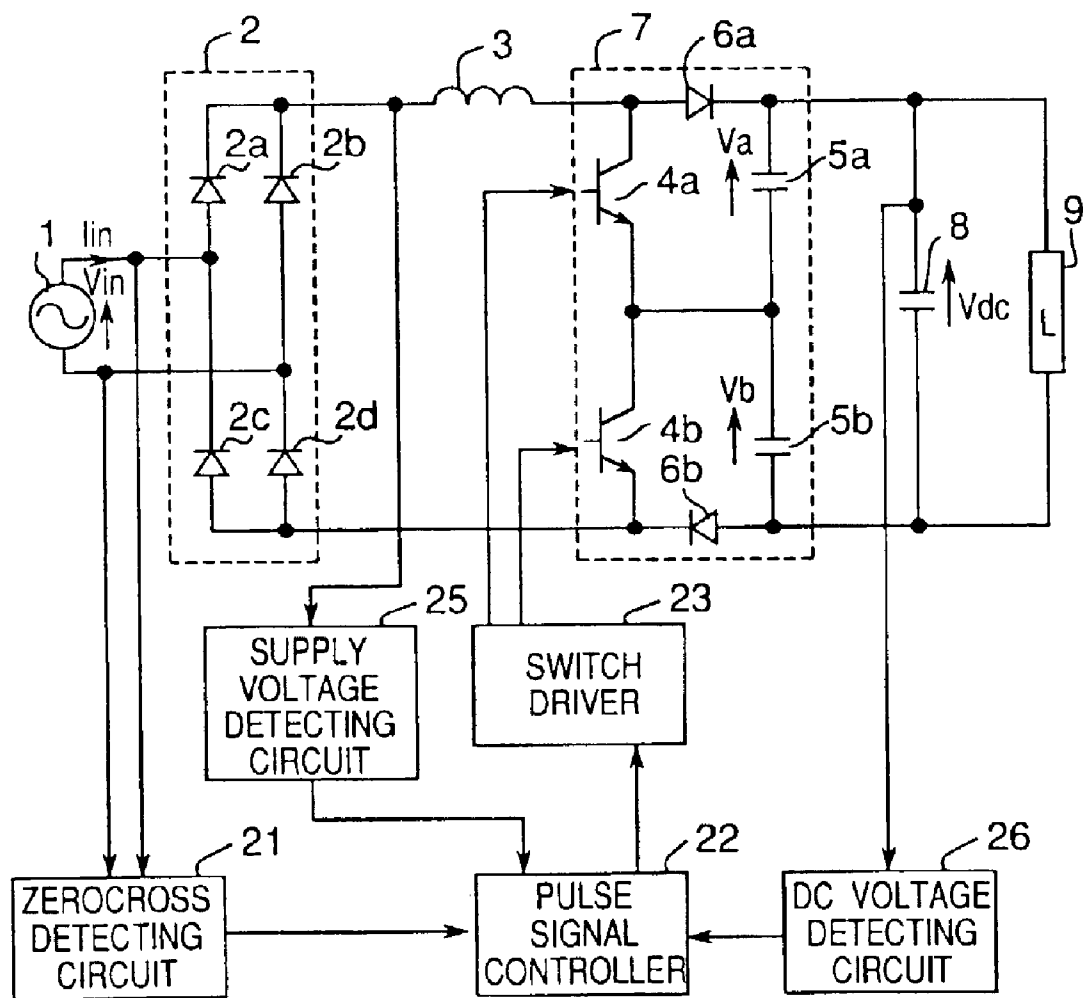 2
3
7
6a
2a
2b
Va
5a
4a
1
Iin
Vin
8
9
Vdc
L
2c
2d
Vb
5b
4b
6b
25
23
SUPPLY
VOLTAGE
DETECTING
CIRCUIT
SWITCH
DRIVER
21
22
26
ZEROCROSS
DETECTING
CIRCUIT
PULSE
SIGNAL
CONTROLLER
DC VOLTAGE
DETECTING
CIRCUIT